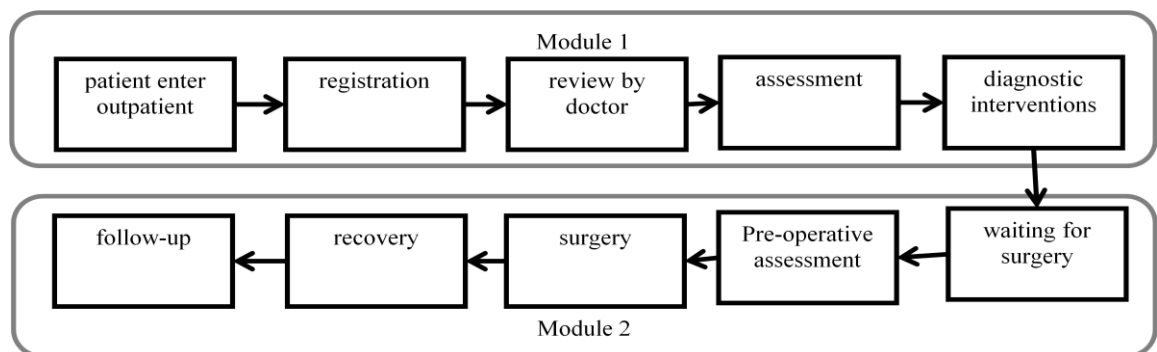 Module 1
patient enter
outpatient
registration
review by
doctor
assessment
diagnostic
interventions
follow-up
recovery
surgery
Pre-operative
assessment
waiting for
surgery
Module 2